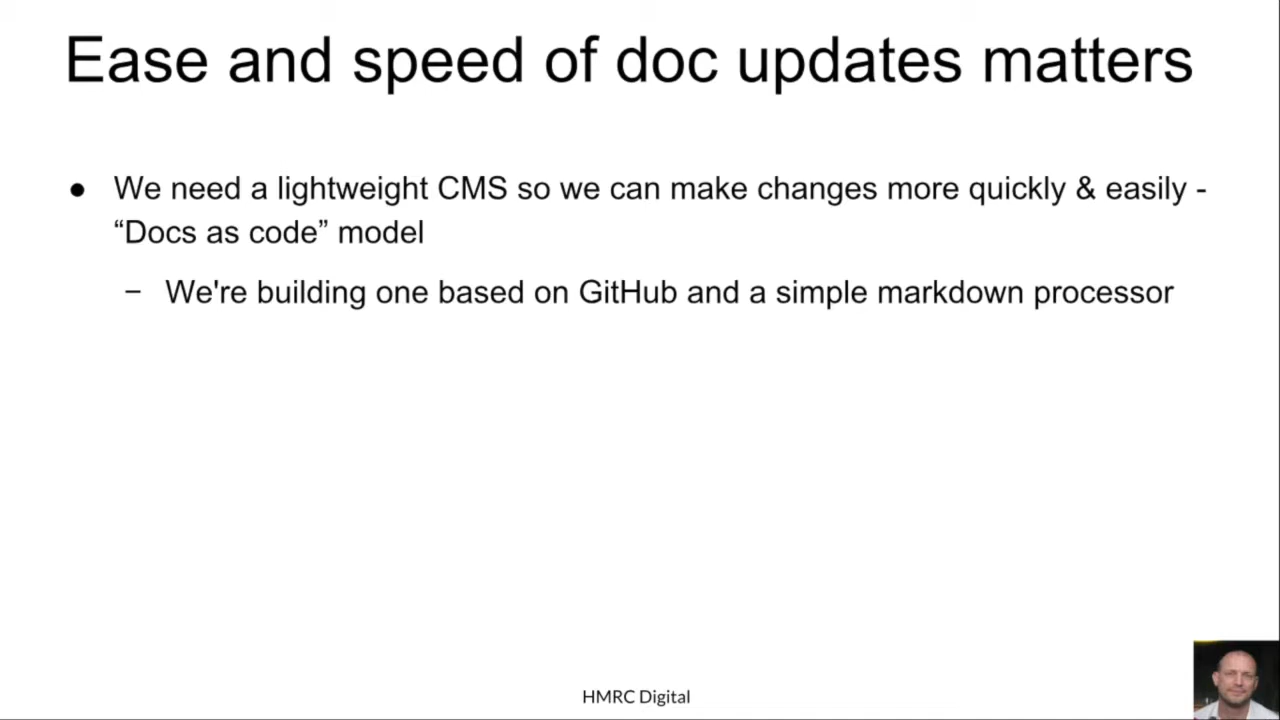 Ease and speed of doc updates matters
● We need a lightweight CMS so we can make changes more quickly & easily -
“Docs as code” model
− We're building one based on GitHub and a simple markdown processor
HMRC Digital